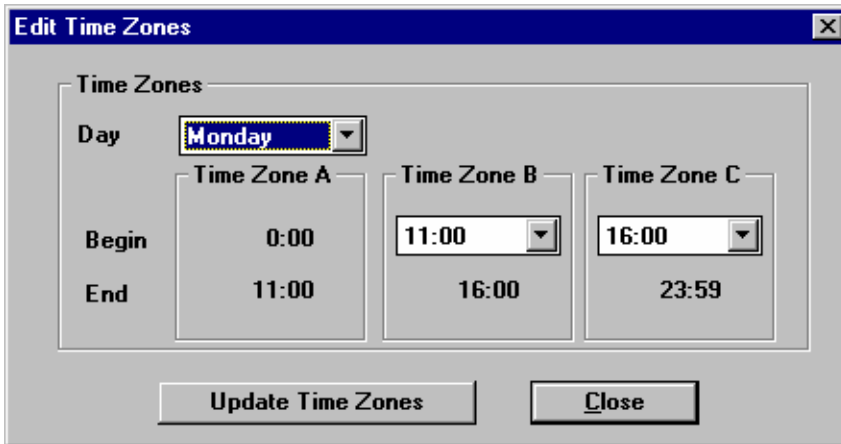 Edit Time Zones
Time Zones
Day Monday
Time Zone A Time Zone B Time Zone C
Begin 0:00 11:00 16:00
End 11:00 16:00 23:59
Update Time Zones Close